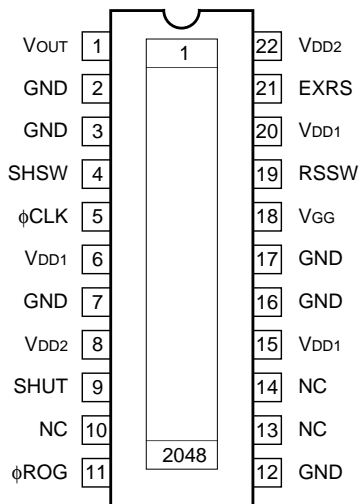 VOUT 1 1 22 VDD2
GND 2 21 EXRS
GND 3 20 VDD1
SHSW 4 19 RSSW
ϕCLK 5 18 VGG
VDD1 6 17 GND
GND 7 16 GND
VDD2 8 15 VDD1
SHUT 9 14 NC
NC 10 13 NC
ϕROG 11 2048 12 GND